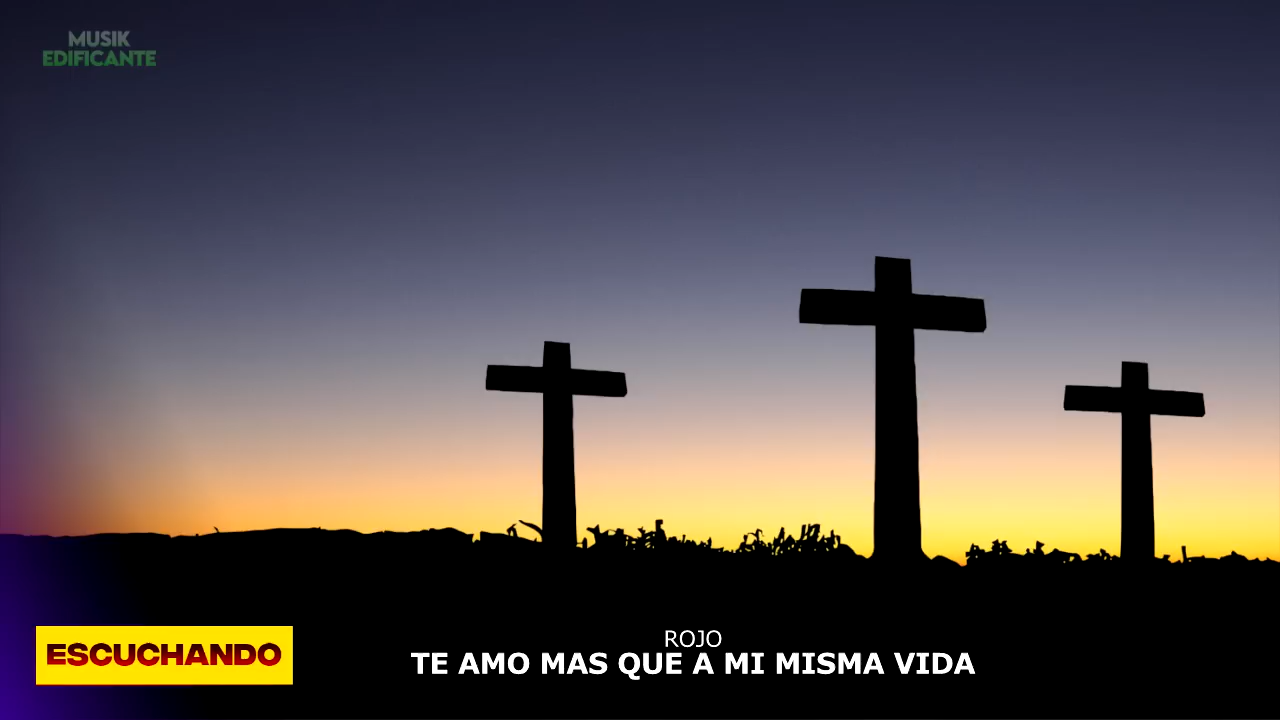 MUSIK
EDIFICANTE
ESCUCHANDO
ROJO
TE AMO MAS QUE A MI MISMA VIDA